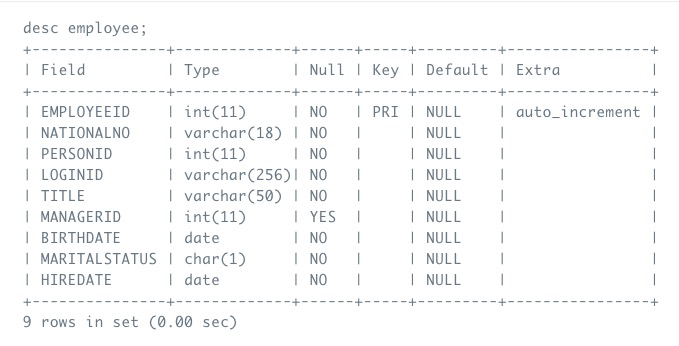 desc employee;
+---------------+-------------+------+-----+---------+----------------+
| Field         | Type        | Null | Key | Default | Extra          |
+---------------+-------------+------+-----+---------+----------------+
| EMPLOYEEID    | int(11)     | NO   | PRI | NULL    | auto_increment |
| NATIONALNO    | varchar(18) | NO   |     | NULL    |                |
| PERSONID      | int(11)     | NO   |     | NULL    |                |
| LOGINID       | varchar(256)| NO   |     | NULL    |                |
| TITLE         | varchar(50) | NO   |     | NULL    |                |
| MANAGERID     | int(11)     | YES  |     | NULL    |                |
| BIRTHDATE     | date        | NO   |     | NULL    |                |
| MARITALSTATUS | char(1)     | NO   |     | NULL    |                |
| HIREDATE      | date        | NO   |     | NULL    |                |
+---------------+-------------+------+-----+---------+----------------+
9 rows in set (0.00 sec)